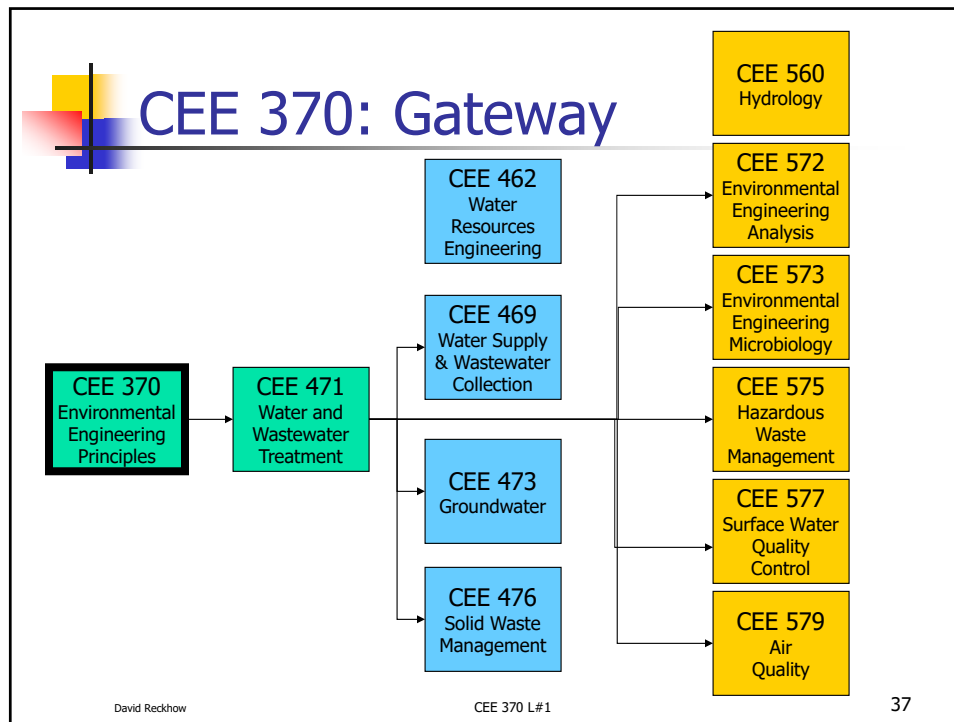 CEE 370: Gateway
CEE 370
Environmental
Engineering
Principles
CEE 471
Water and
Wastewater
Treatment
CEE 462
Water
Resources
Engineering
CEE 469
Water Supply
& Wastewater
Collection
CEE 473
Groundwater
CEE 476
Solid Waste
Management
CEE 560
Hydrology
CEE 572
Environmental
Engineering
Analysis
CEE 573
Environmental
Engineering
Microbiology
CEE 575
Hazardous
Waste
Management
CEE 577
Surface Water
Quality
Control
CEE 579
Air
Quality
David Reckhow
CEE 370 L#1
37